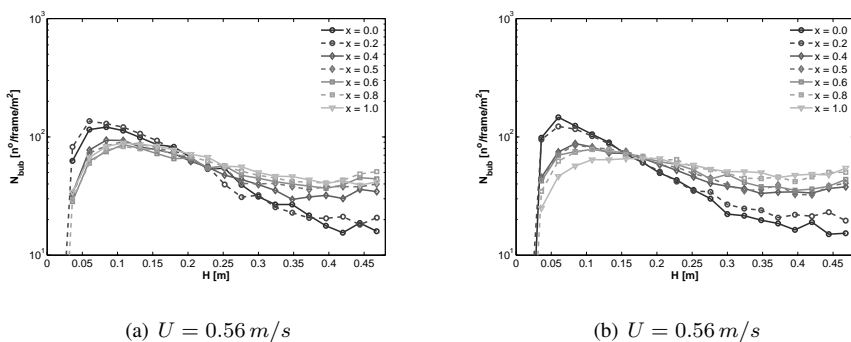 10³
10²
10¹
N_bub [n°/frame/m²]
0 0.05 0.1 0.15 0.2 0.25 0.3 0.35 0.4 0.45
H [m]
x = 0.0
x = 0.2
x = 0.4
x = 0.5
x = 0.6
x = 0.8
x = 1.0
(a) U = 0.56 m/s
10³
10²
10¹
N_bub [n°/frame/m²]
0 0.05 0.1 0.15 0.2 0.25 0.3 0.35 0.4 0.45
H [m]
x = 0.0
x = 0.2
x = 0.4
x = 0.5
x = 0.6
x = 0.8
x = 1.0
(b) U = 0.56 m/s